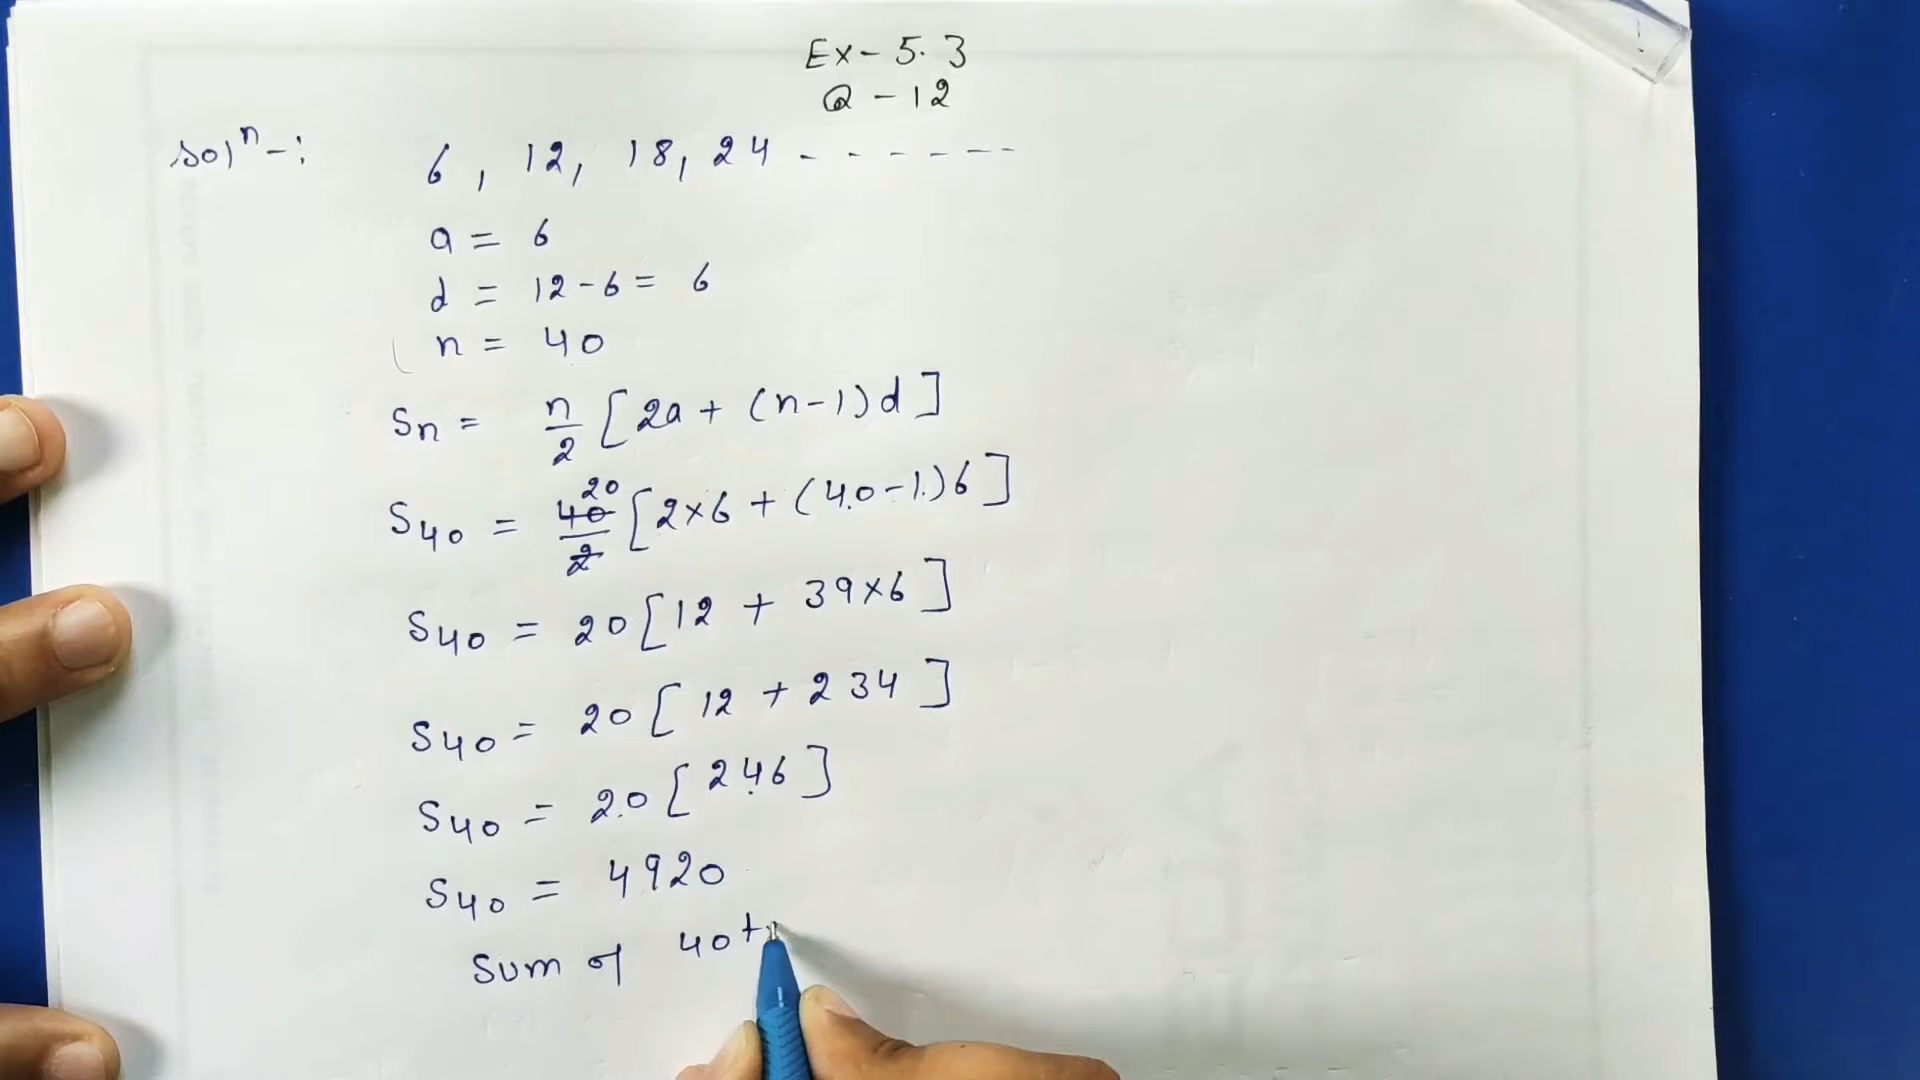 Ex - 5.3
Q - 12
Solⁿ -:
6, 12, 18, 24 - - - - - -
a = 6
d = 12 - 6 = 6
n = 40
Sn = n/2 [2a + (n-1)d]
S40 = 40/2 20 [2×6 + (40-1)6]
S40 = 20[12 + 39×6]
S40 = 20[12 + 234]
S40 = 20[246]
S40 = 4920
Sum of 40